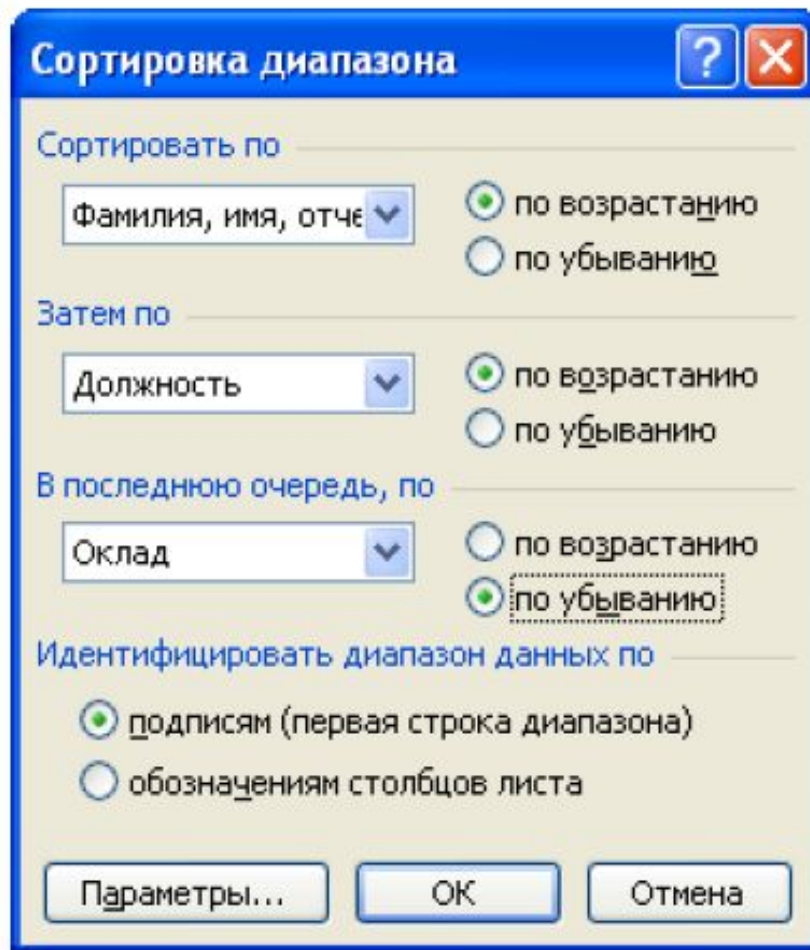 Сортировка диапазона
Сортировать по
Фамилия, имя, отче
по возрастанию
по убыванию
Затем по
Должность
по возрастанию
по убыванию
В последнюю очередь, по
Оклад
по возрастанию
по убыванию
Идентифицировать диапазон данных по
подписям (первая строка диапазона)
обозначениям столбцов листа
Параметры... ОК Отмена